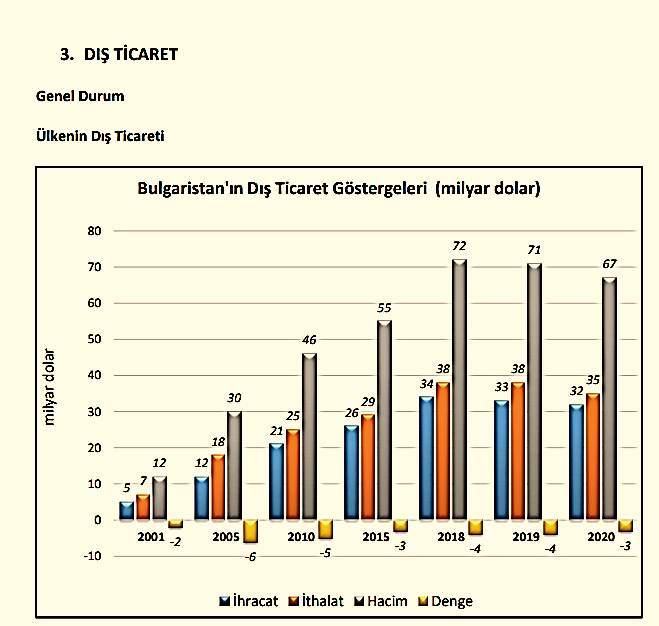 3. DIŞ TİCARET
Genel Durum
Ülkenin Dış Ticareti
Bulgaristan'ın Dış Ticaret Göstergeleri (milyar dolar)
milyar dolar
80
70
60
50
40
30
20
10
0
-10
5 7 12 -2
12 18 30 -6
21 25 46 -5
26 29 55 -3
34 38 72 -4
33 38 71 -4
32 35 67 -3
2001 2005 2010 2015 2018 2019 2020
İhracat İthalat Hacim Denge